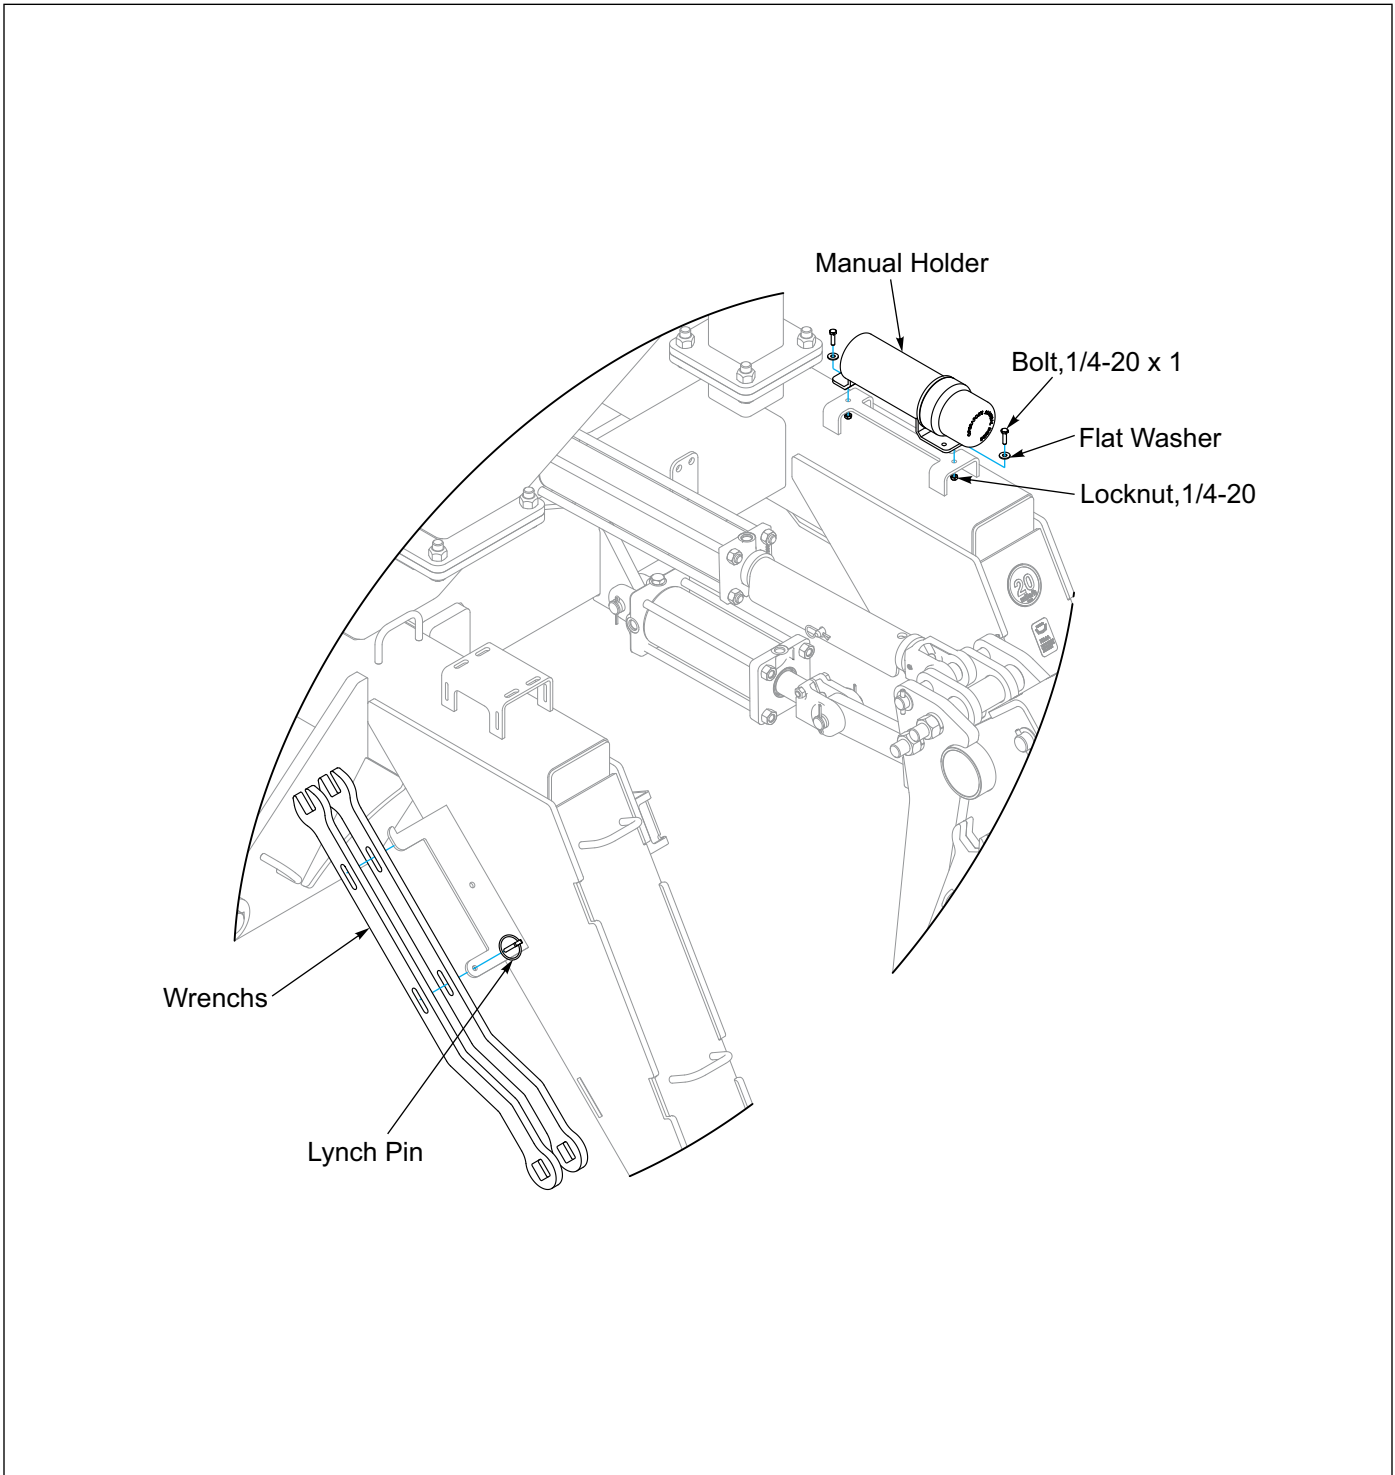 Manual Holder
Bolt,1/4-20 x 1
Flat Washer
Locknut,1/4-20
20
Wrenchs
Lynch Pin